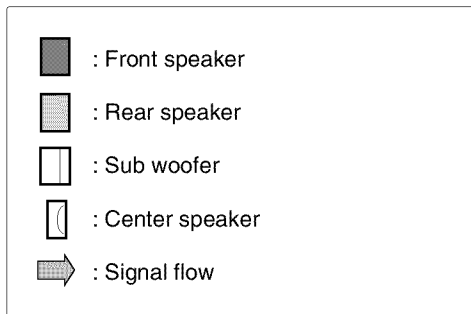 : Front speaker
: Rear speaker
: Sub woofer
: Center speaker
: Signal flow